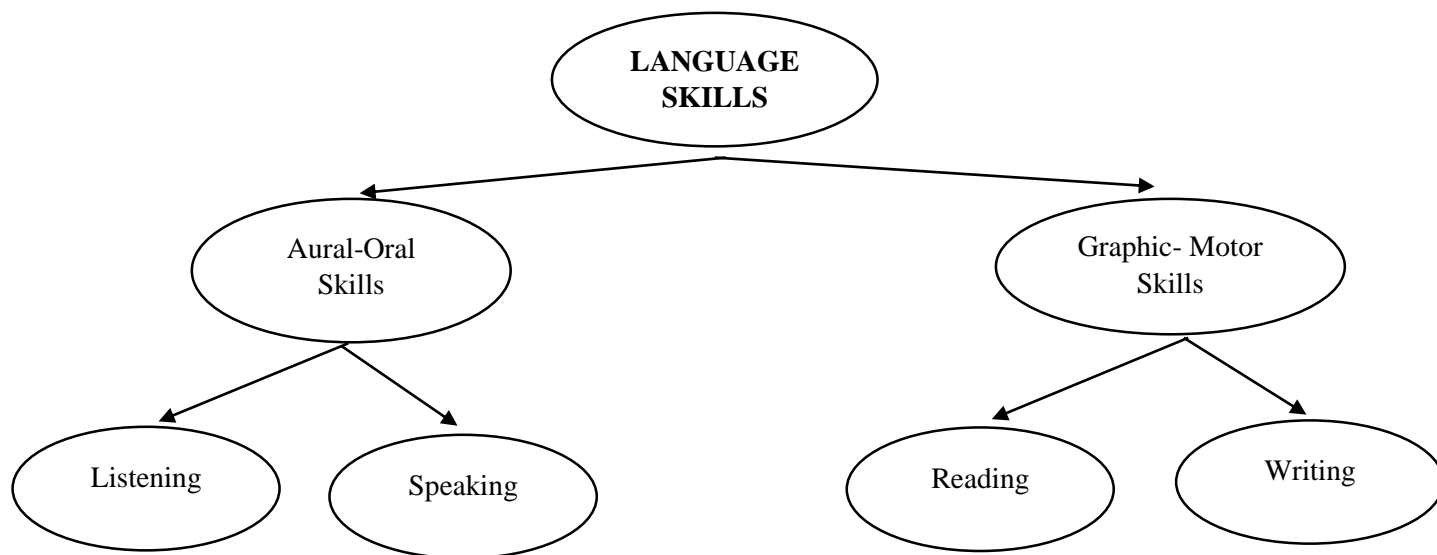 LANGUAGE
SKILLS
Aural-Oral
Skills
Graphic- Motor
Skills
Listening
Speaking
Reading
Writing